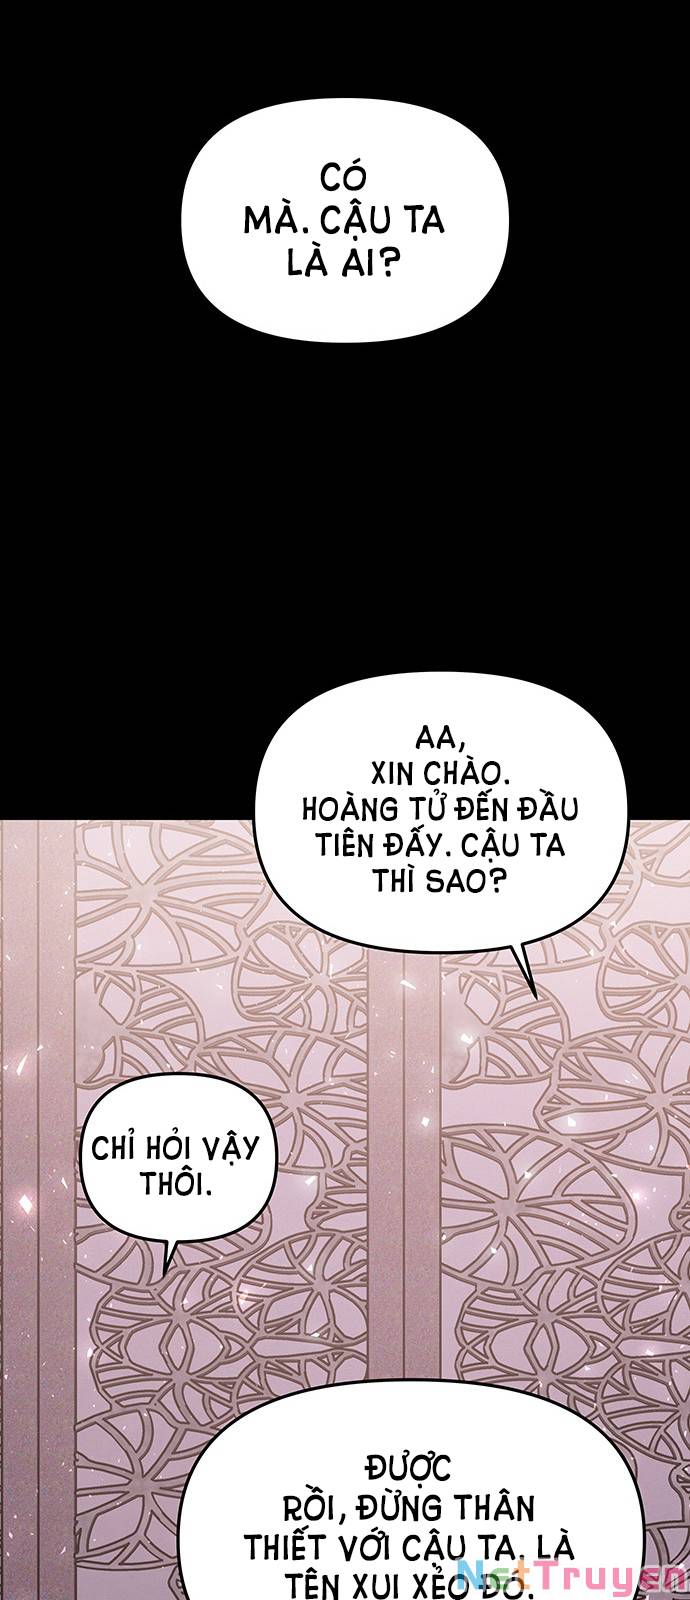 CÓ
MÀ. CẬU TA
LÀ AI?
AA,
XIN CHÀO.
HOÀNG TỬ ĐẾN ĐẦU
TIÊN ĐẤY. CẬU TA
THÌ SAO?
CHỈ HỎI VẬY
THÔI.
ĐƯỢC
RỒI, ĐỪNG THÂN
THIẾT VỚI CẬU TA. LÀ
TÊN XUI XẺO ĐÓ.
NetTruyen